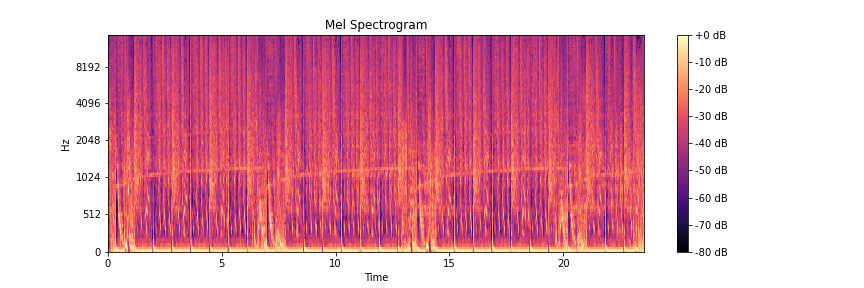 Mel Spectrogram
8192
4096
2048
1024
512
0
Hz
0 5 10 15 20
Time
+0 dB
-10 dB
-20 dB
-30 dB
-40 dB
-50 dB
-60 dB
-70 dB
-80 dB